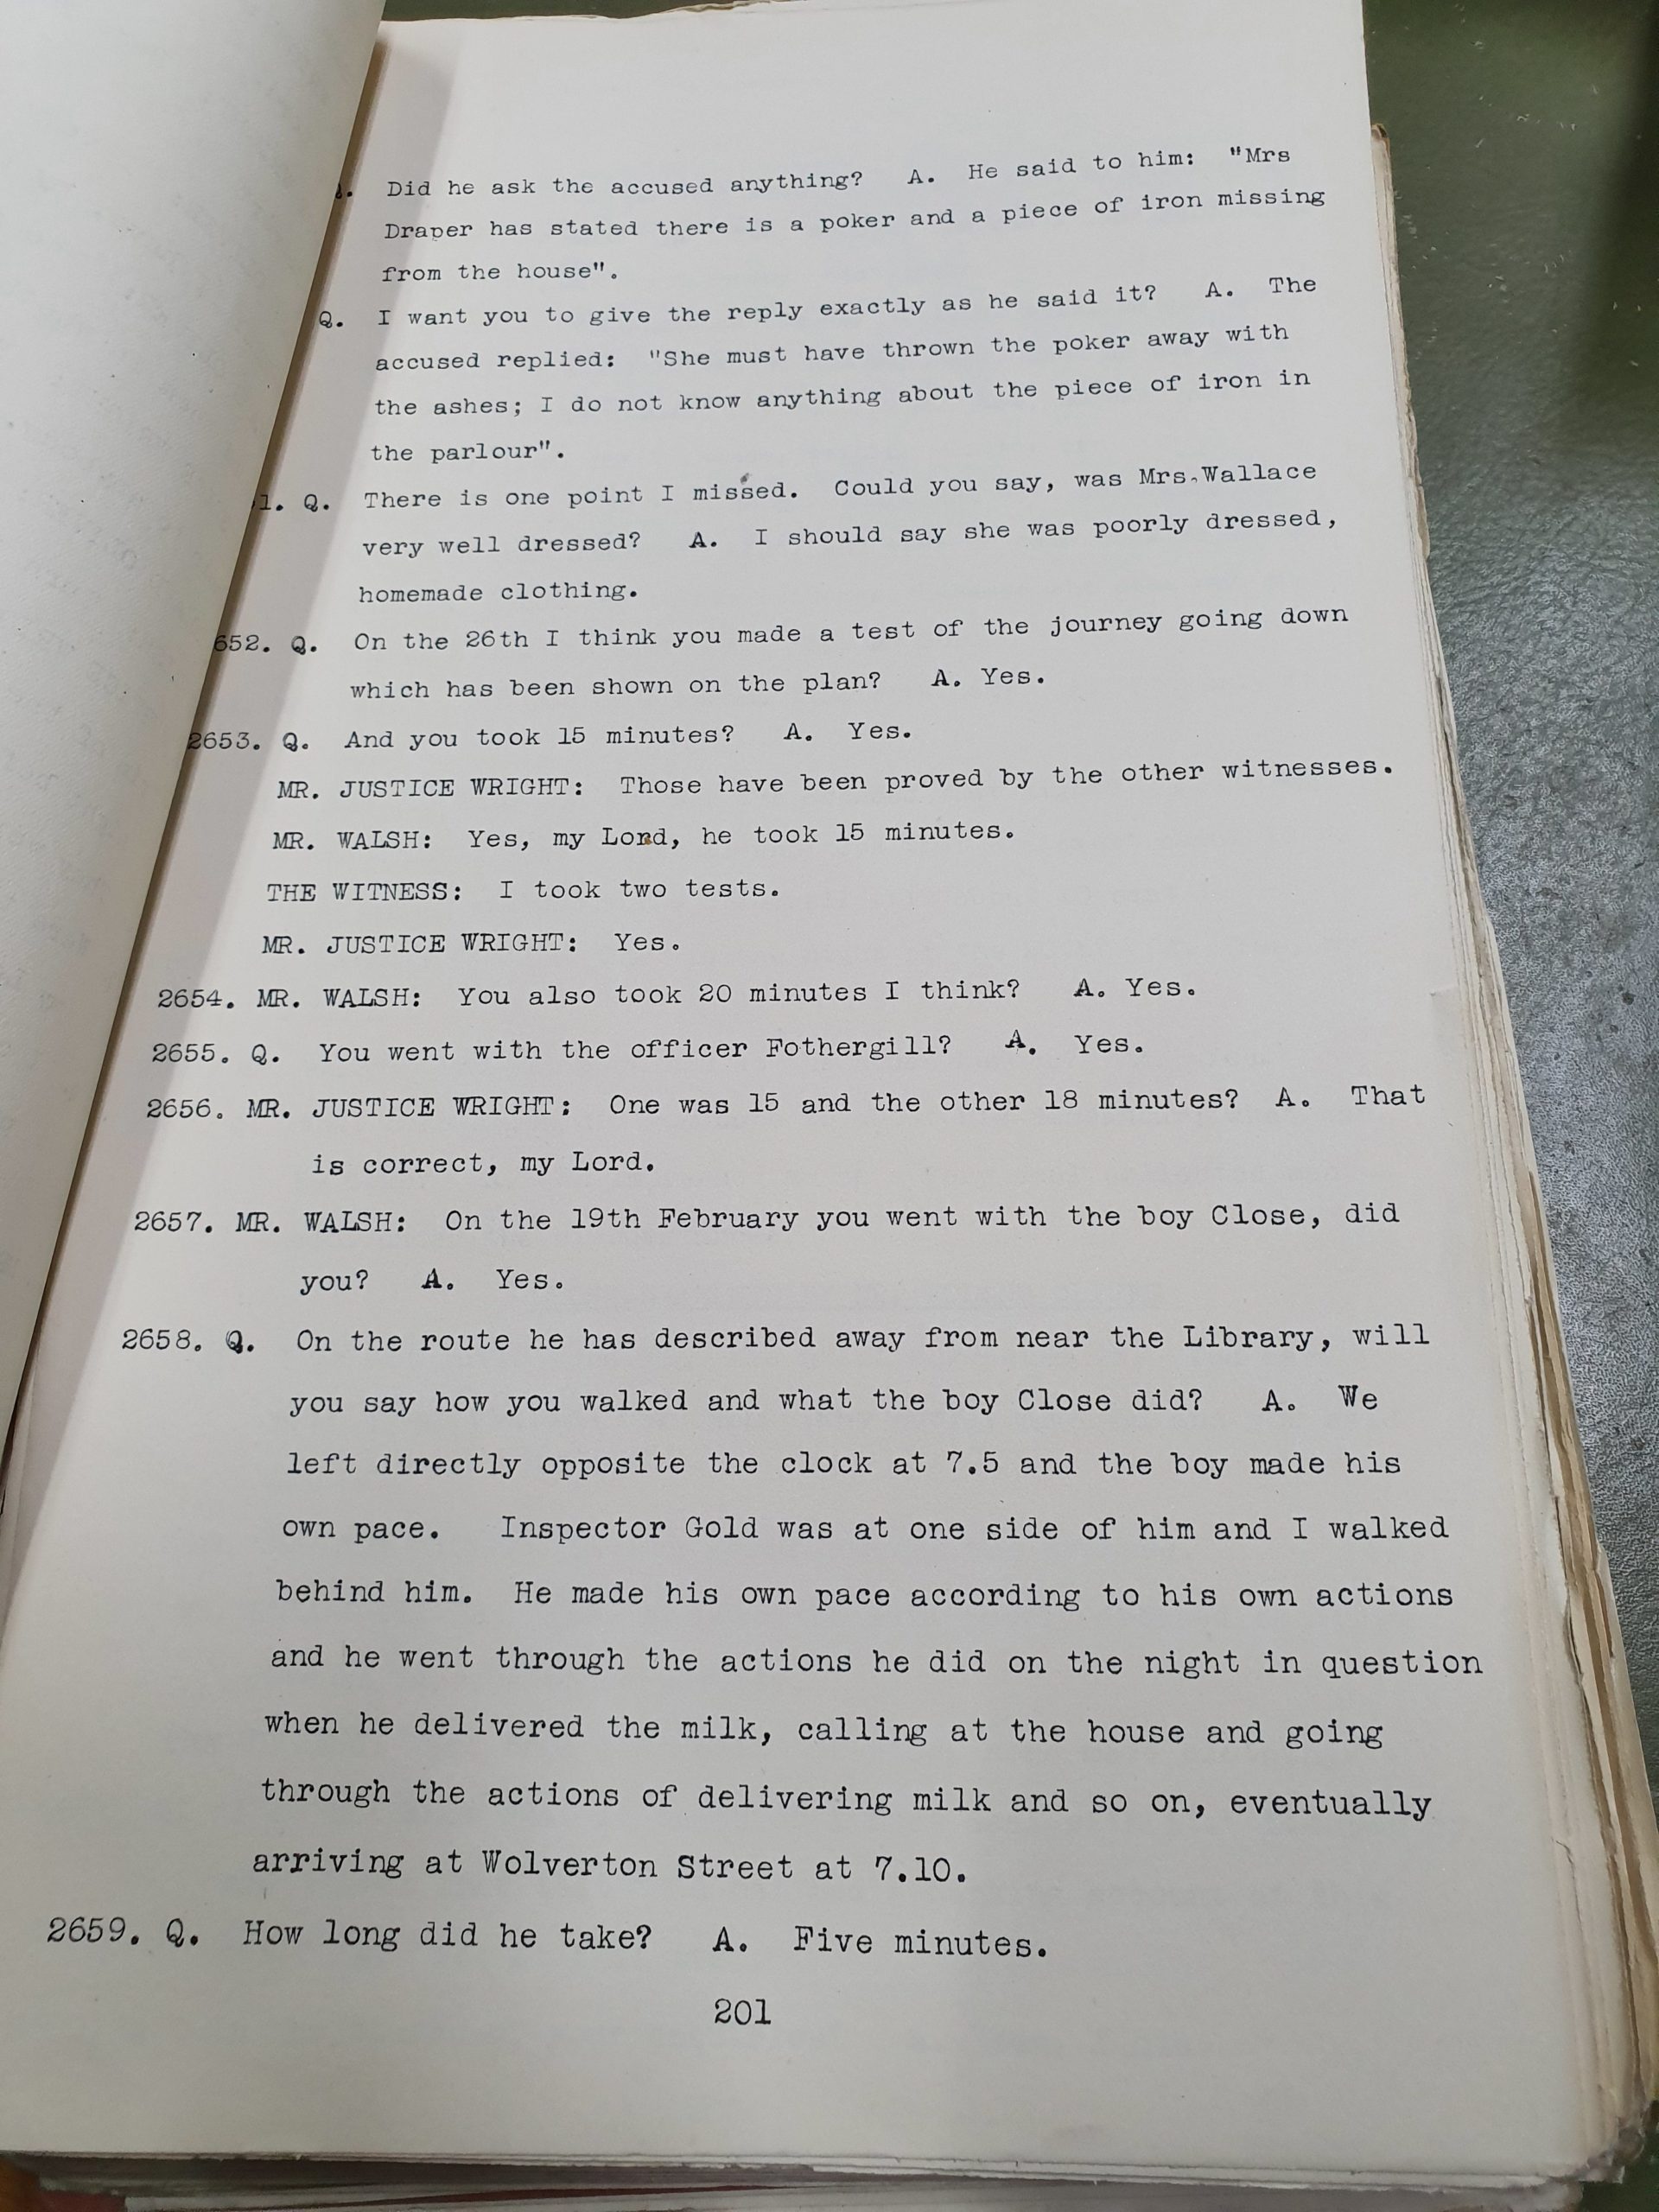 Did he ask the accused anything?   A.  He said to him:  "Mrs
Draper has stated there is a poker and a piece of iron missing
from the house".
Q.  I want you to give the reply exactly as he said it?   A.  The
accused replied:  "She must have thrown the poker away with
the ashes; I do not know anything about the piece of iron in
the parlour".
1. Q.  There is one point I missed.  Could you say, was Mrs.Wallace
very well dressed?   A.  I should say she was poorly dressed,
homemade clothing.
652. Q.  On the 26th I think you made a test of the journey going down
which has been shown on the plan?   A. Yes.
2653. Q.  And you took 15 minutes?   A.  Yes.
MR. JUSTICE WRIGHT:  Those have been proved by the other witnesses.
MR. WALSH:  Yes, my Lord, he took 15 minutes.
THE WITNESS:  I took two tests.
MR. JUSTICE WRIGHT:  Yes.
2654. MR. WALSH:  You also took 20 minutes I think?   A. Yes.
2655. Q.  You went with the officer Fothergill?   A.  Yes.
2656. MR. JUSTICE WRIGHT:  One was 15 and the other 18 minutes?  A.  That
is correct, my Lord.
2657. MR. WALSH:  On the 19th February you went with the boy Close, did
you?   A.  Yes.
2658. Q.  On the route he has described away from near the Library, will
you say how you walked and what the boy Close did?   A.  We
left directly opposite the clock at 7.5 and the boy made his
own pace.   Inspector Gold was at one side of him and I walked
behind him.  He made his own pace according to his own actions
and he went through the actions he did on the night in question
when he delivered the milk, calling at the house and going
through the actions of delivering milk and so on, eventually
arriving at Wolverton Street at 7.10.
2659. Q.  How long did he take?   A.  Five minutes.
201